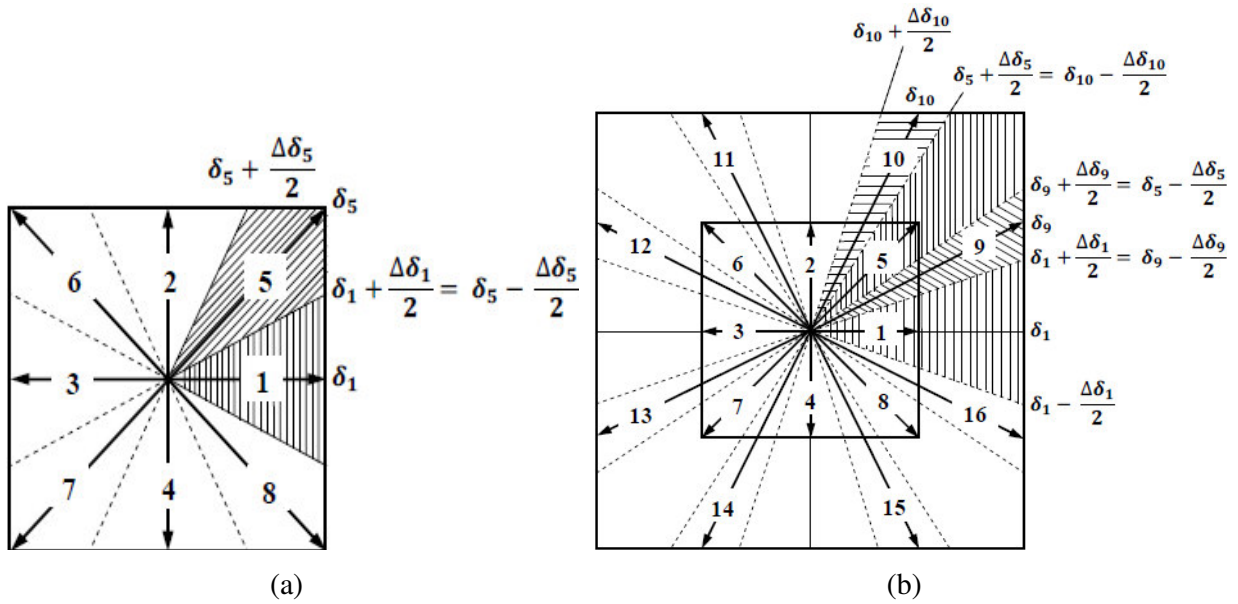 δ₅ + Δδ₅/2
δ₅
6 2 5
δ₁ + Δδ₁/2 = δ₅ − Δδ₅/2
3 1 δ₁
7 4 8
(a)
δ₁₀ + Δδ₁₀/2
δ₅ + Δδ₅/2 = δ₁₀ − Δδ₁₀/2
δ₁₀
11 10
δ₉ + Δδ₉/2 = δ₅ − Δδ₅/2
δ₉
12 6 2 5 9
δ₁ + Δδ₁/2 = δ₉ − Δδ₉/2
3 1 δ₁
δ₁ − Δδ₁/2
13 7 4 8 16
14 15
(b)